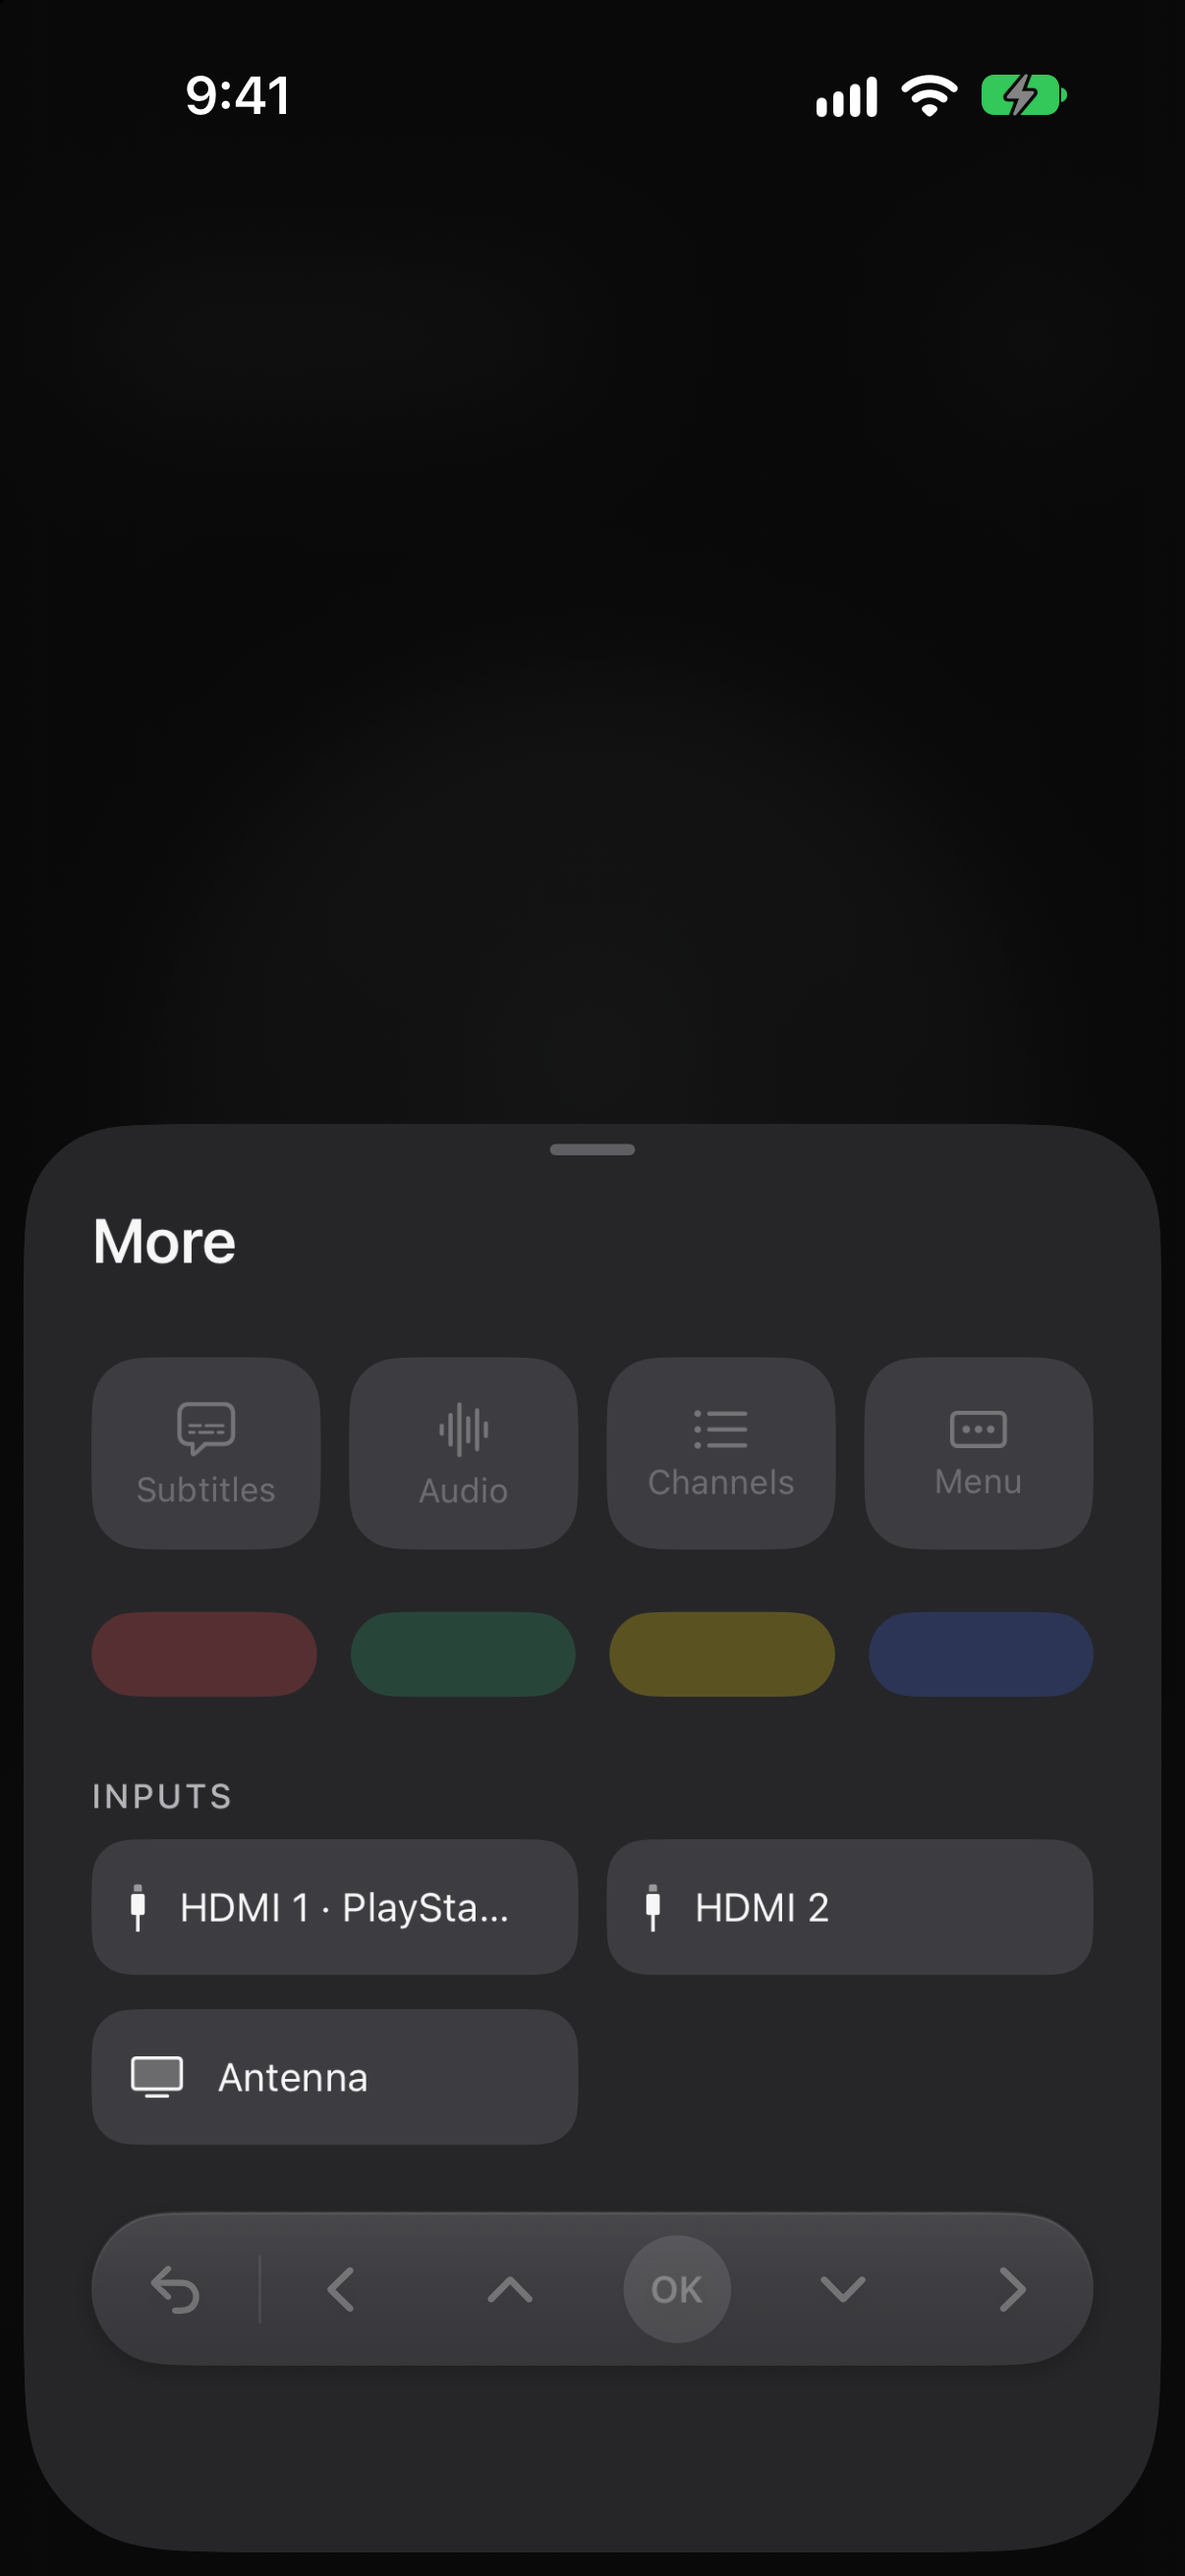 9:41
More
Subtitles
Audio
Channels
Menu
INPUTS
HDMI 1 · PlaySta...
HDMI 2
Antenna
OK